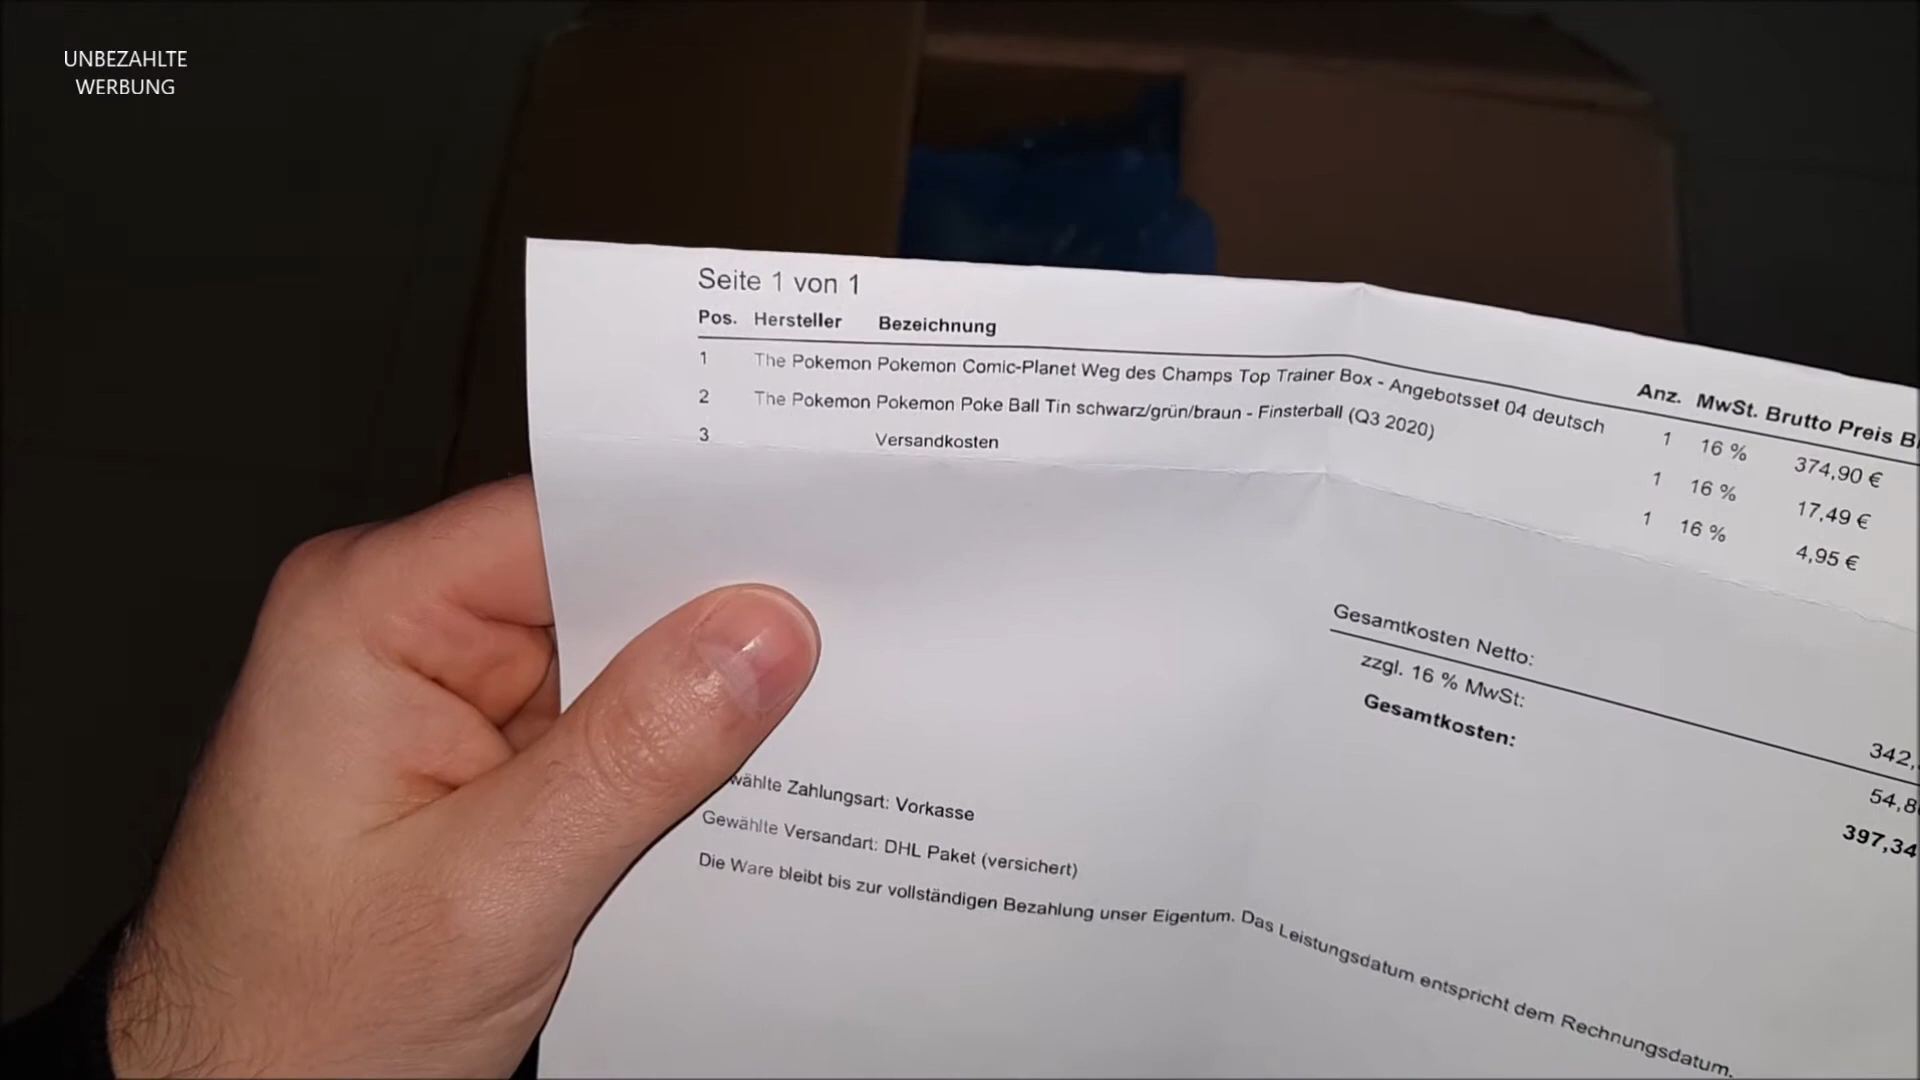 UNBEZAHLTE
WERBUNG
Seite 1 von 1
Pos. Hersteller Bezeichnung Anz. MwSt. Brutto Preis
1 The Pokemon Pokemon Comic-Planet Weg des Champs Top Trainer Box - Angebotsset 04 deutsch 1 16 % 374,90 €
2 The Pokemon Pokemon Poke Ball Tin schwarz/grün/braun - Finsterball (Q3 2020) 1 16 % 17,49 €
3 Versandkosten 1 16 % 4,95 €
Gesamtkosten Netto: 342,
zzgl. 16 % MwSt: 54,8
Gesamtkosten: 397,34
wählte Zahlungsart: Vorkasse
Gewählte Versandart: DHL Paket (versichert)
Die Ware bleibt bis zur vollständigen Bezahlung unser Eigentum. Das Leistungsdatum entspricht dem Rechnungsdatum.